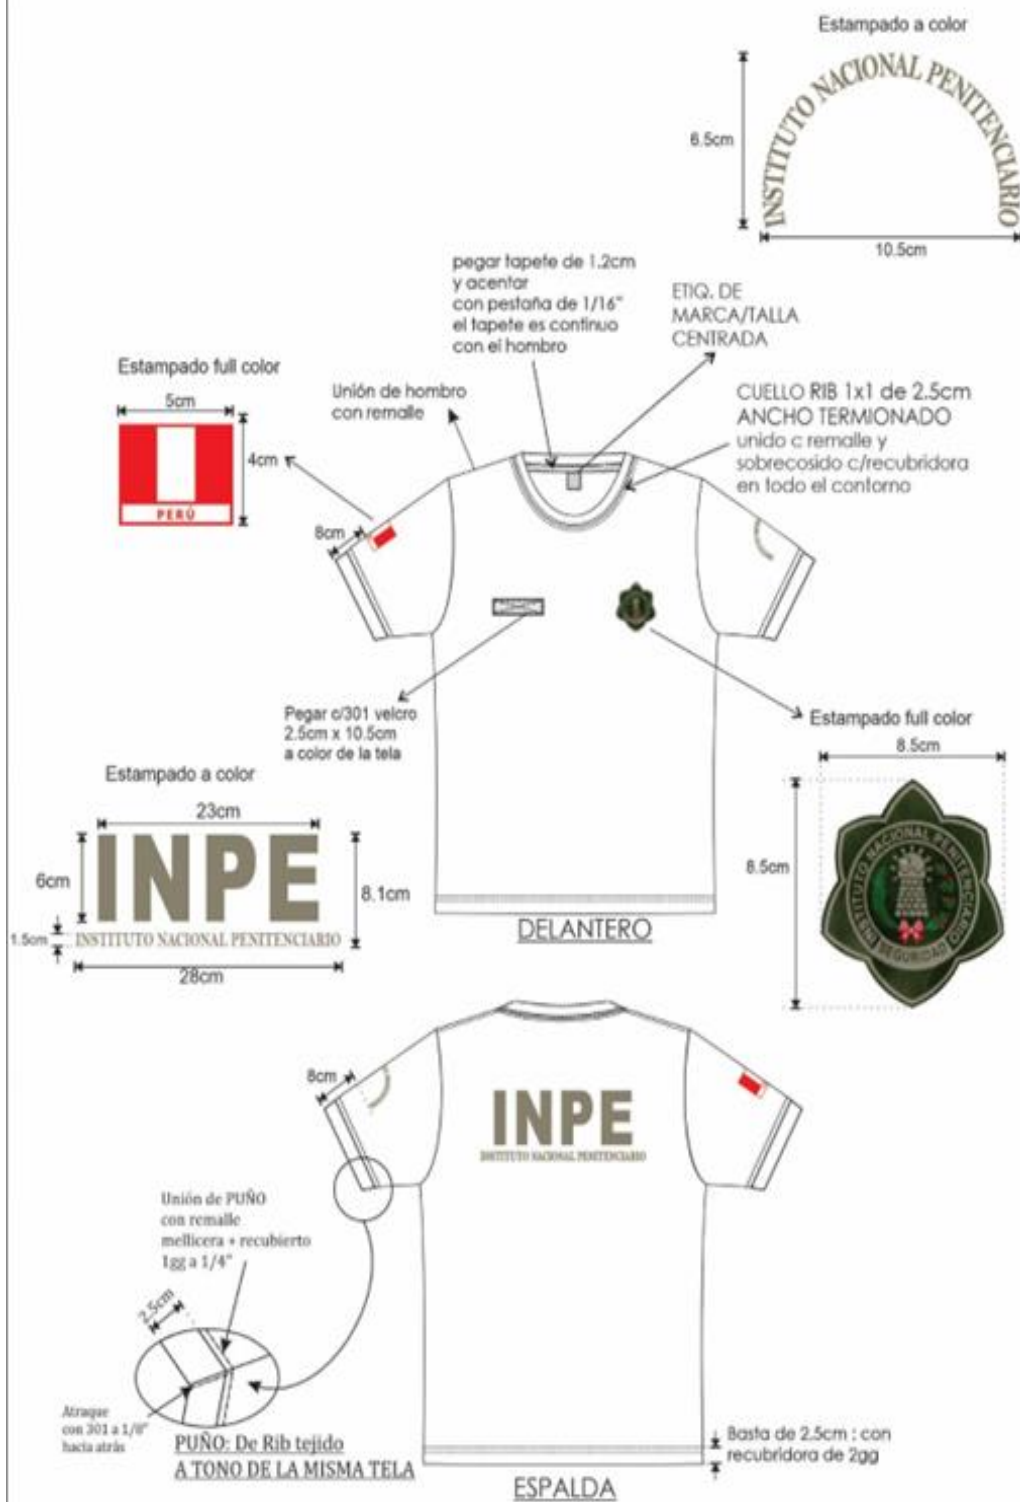 Estampado a color
INSTITUTO NACIONAL PENITENCIARIO
6.5cm
10.5cm
pegar tapete de 1.2cm
y acentar
con pestaña de 1/16"
el tapete es continuo
con el hombro
ETIQ. DE
MARCA/TALLA
CENTRADA
Estampado full color
5cm
4cm
PERÚ
Unión de hombro
con remalle
CUELLO RIB 1x1 de 2.5cm
ANCHO TERMIONADO
unido c remalle y
sobrecosido c/recubridora
en todo el contorno
8cm
Pegar c/301 velcro
2.5cm x 10.5cm
a color de la tela
Estampado full color
8.5cm
8.5cm
INSTITUTO NACIONAL PENITENCIARIO
SEGURIDAD
Estampado a color
23cm
INPE
6cm
8.1cm
1.5cm
INSTITUTO NACIONAL PENITENCIARIO
28cm
DELANTERO
8cm
INPE
INSTITUTO NACIONAL PENITENCIARIO
Unión de PUÑO
con remalle
mellicera + recubierto
1gg a 1/4"
2.5cm
Atraque
con 301 a 1/8"
hacia atrás
PUÑO: De Rib tejido
A TONO DE LA MISMA TELA
Basta de 2.5cm : con
recubridora de 2gg
ESPALDA